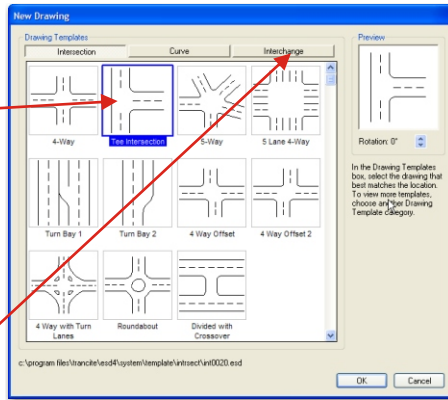 New Drawing
Drawing Templates
Intersection
Curve
Interchange
4-Way
Tee Intersection
5-Way
5 Lane 4-Way
Turn Bay 1
Turn Bay 2
4 Way Offset
4 Way Offset 2
4 Way with Turn
Lanes
Roundabout
Divided with
Crossover
Preview
Rotation: 0°
In the Drawing Templates
box, select the drawing that
best matches the location.
To view more templates,
choose another Drawing
Template category.
c:\program files\trancite\esd4\system\template\intrsect\int0020.esd
OK
Cancel